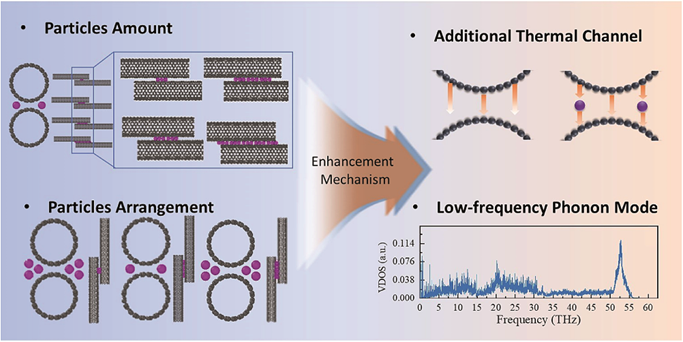 • Particles Amount
• Additional Thermal Channel
Enhancement
Mechanism
• Particles Arrangement
• Low-frequency Phonon Mode
VDOS (a.u.)
0.114
0.076
0.038
0.000
0 5 10 15 20 25 30 35 40 45 50 55 60
Frequency (THz)